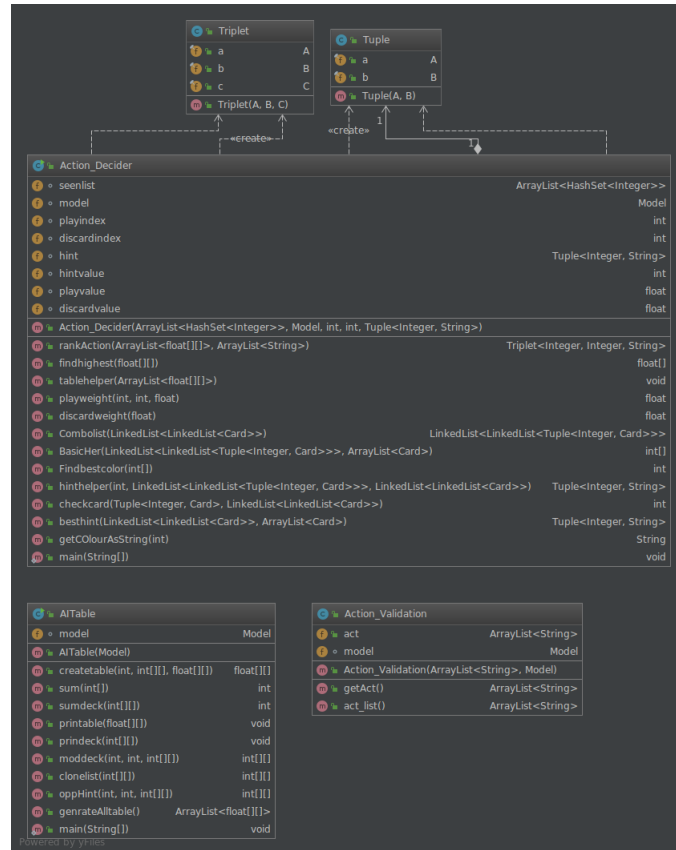 Triplet
a A
b B
c C
Triplet(A, B, C)
Tuple
a A
b B
Tuple(A, B)
«create»
«create»
1
1
Action_Decider
seenlist ArrayList<HashSet<Integer>>
model Model
playindex int
discardindex int
hint Tuple<Integer, String>
hintvalue int
playvalue float
discardvalue float
Action_Decider(ArrayList<HashSet<Integer>>, Model, int, int, Tuple<Integer, String>)
rankAction(ArrayList<float[][]>, ArrayList<String>) Triplet<Integer, Integer, String>
findhighest(float[][]) float[]
tablehelper(ArrayList<float[][]>) void
playweight(int, int, float) float
discardweight(float) float
Combolist(LinkedList<LinkedList<Card>>) LinkedList<LinkedList<Tuple<Integer, Card>>>
BasicHer(LinkedList<LinkedList<Tuple<Integer, Card>>>, ArrayList<Card>) int[]
Findbestcolor(int[]) int
hinthelper(int, LinkedList<LinkedList<Tuple<Integer, Card>>>, LinkedList<LinkedList<Card>>) Tuple<Integer, String>
checkcard(Tuple<Integer, Card>, LinkedList<LinkedList<Card>>) int
besthint(LinkedList<LinkedList<Card>>, ArrayList<Card>) Tuple<Integer, String>
getCOlourAsString(int) String
main(String[]) void
AITable
model Model
AITable(Model)
createtable(int, int[][], float[][]) float[][]
sum(int[]) int
sumdeck(int[][]) int
printable(float[][]) void
prindeck(int[][]) void
moddeck(int, int, int[][]) int[][]
clonelist(int[][]) int[][]
oppHint(int, int, int[][]) int[][]
genrateAlltable() ArrayList<float[][]>
main(String[]) void
Action_Validation
act ArrayList<String>
model Model
Action_Validation(ArrayList<String>, Model)
getAct() ArrayList<String>
act_list() ArrayList<String>
Powered by yFiles